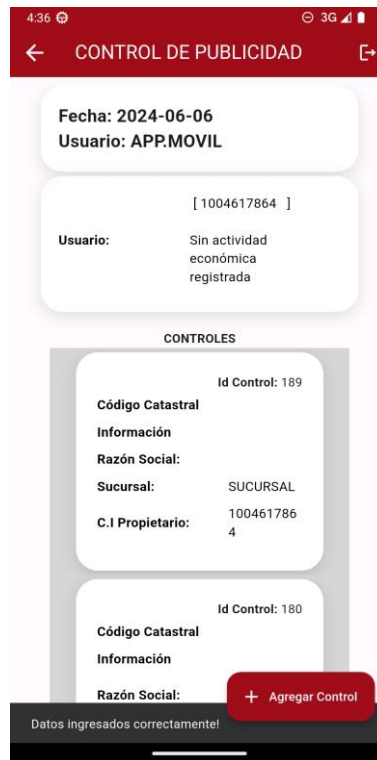 4:36 3G
CONTROL DE PUBLICIDAD
Fecha: 2024-06-06
Usuario: APP.MOVIL
[ 1004617864 ]
Usuario: Sin actividad
económica
registrada
CONTROLES
Id Control: 189
Código Catastral
Información
Razón Social:
Sucursal: SUCURSAL
C.I Propietario: 100461786
4
Id Control: 180
Código Catastral
Información
Razón Social:
+ Agregar Control
Datos ingresados correctamente!